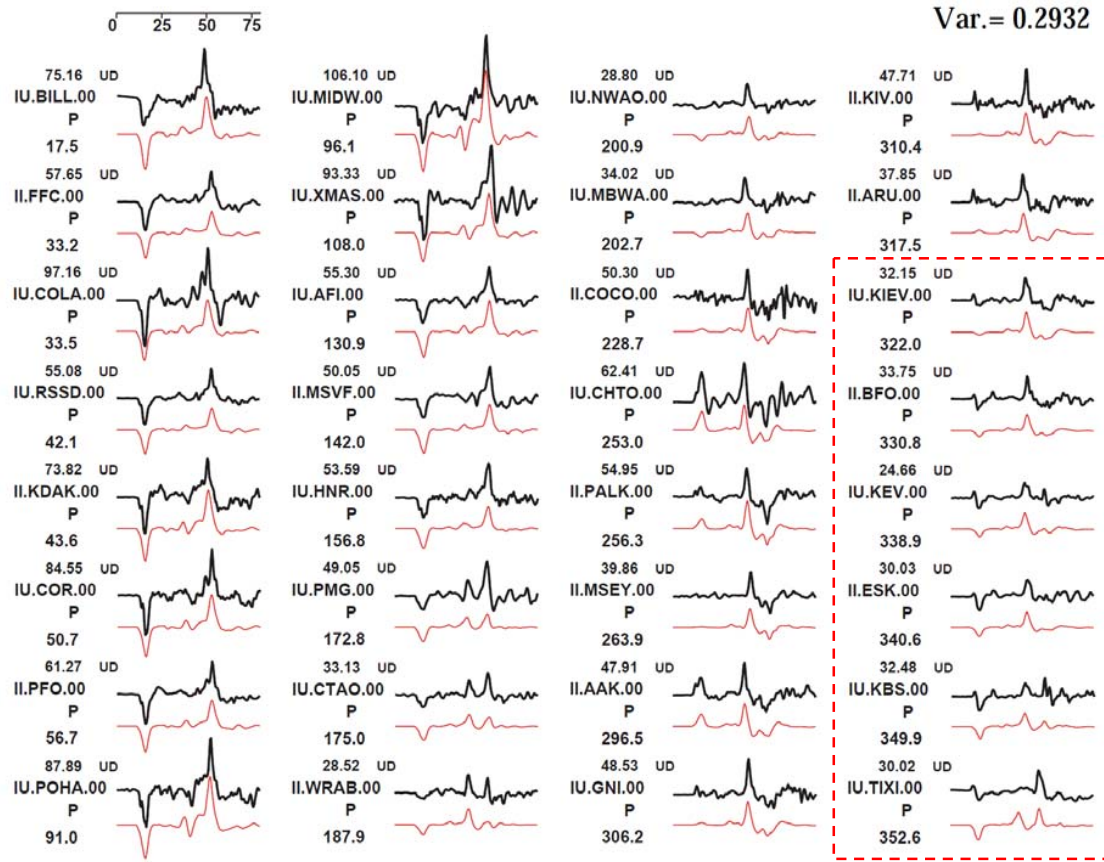 0 25 50 75
Var.= 0.2932
75.16 UD
IU.BILL.00
P
17.5
57.65 UD
II.FFC.00
P
33.2
97.16 UD
IU.COLA.00
P
33.5
55.08 UD
IU.RSSD.00
P
42.1
73.82 UD
II.KDAK.00
P
43.6
84.55 UD
IU.COR.00
P
50.7
61.27 UD
II.PFO.00
P
56.7
87.89 UD
IU.POHA.00
P
91.0
106.10 UD
IU.MIDW.00
P
96.1
93.33 UD
IU.XMAS.00
P
108.0
55.30 UD
IU.AFI.00
P
130.9
50.05 UD
II.MSVF.00
P
142.0
53.59 UD
IU.HNR.00
P
156.8
49.05 UD
IU.PMG.00
P
172.8
33.13 UD
IU.CTAO.00
P
175.0
28.52 UD
II.WRAB.00
P
187.9
28.80 UD
IU.NWAO.00
P
200.9
34.02 UD
IU.MBWA.00
P
202.7
50.30 UD
II.COCO.00
P
228.7
62.41 UD
IU.CHTO.00
P
253.0
54.95 UD
II.PALK.00
P
256.3
39.86 UD
II.MSEY.00
P
263.9
47.91 UD
II.AAK.00
P
296.5
48.53 UD
IU.GNI.00
P
306.2
47.71 UD
II.KIV.00
P
310.4
37.85 UD
II.ARU.00
P
317.5
32.15 UD
IU.KIEV.00
P
322.0
33.75 UD
II.BFO.00
P
330.8
24.66 UD
IU.KEV.00
P
338.9
30.03 UD
II.ESK.00
P
340.6
32.48 UD
IU.KBS.00
P
349.9
30.02 UD
IU.TIXI.00
P
352.6